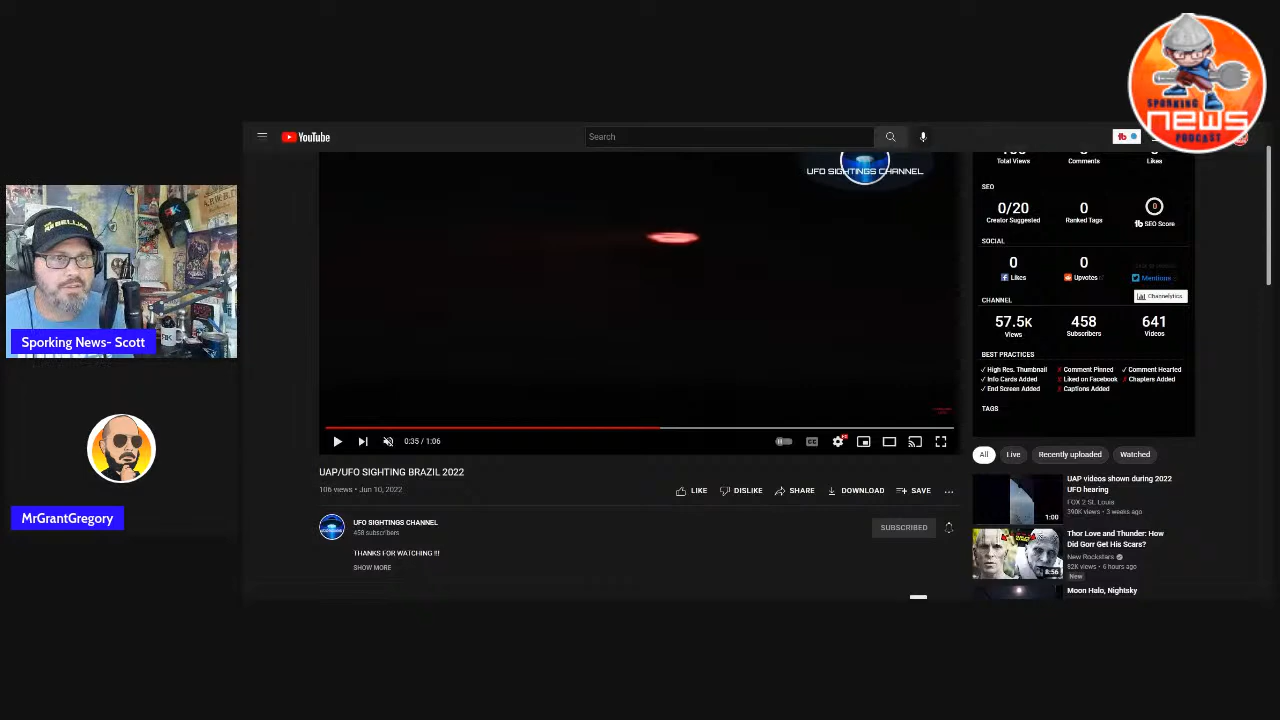 SPORKING
NEWS
PODCAST
YouTube
Search
tb
UFO SIGHTINGS CHANNEL
Total Views
Comments
Likes
SEO
0/20
0
0
Creator Suggested
Ranked Tags
tb SEO Score
SOCIAL
0
0
Likes
Upvotes
Mentions
Channelytics
CHANNEL
57.5K
458
641
Views
Subscribers
Videos
BEST PRACTICES
✓ High Res. Thumbnail
✗ Comment Pinned
✓ Comment Hearted
✓ Info Cards Added
✗ Liked on Facebook
✗ Chapters Added
✓ End Screen Added
✗ Captions Added
TAGS
Sporking News- Scott
MrGrantGregory
0:35 / 1:06
UAP/UFO SIGHTING BRAZIL 2022
106 views • Jun 10, 2022
LIKE
DISLIKE
SHARE
DOWNLOAD
SAVE
UFO SIGHTINGS CHANNEL
458 subscribers
SUBSCRIBED
THANKS FOR WATCHING !!!
SHOW MORE
All
Live
Recently uploaded
Watched
UAP videos shown during 2022
UFO hearing
FOX 2 St. Louis
390K views • 3 weeks ago
1:00
Thor Love and Thunder: How
Did Gorr Get His Scars?
New Rockstars
82K views • 6 hours ago
New
8:56
Moon Halo, Nightsky